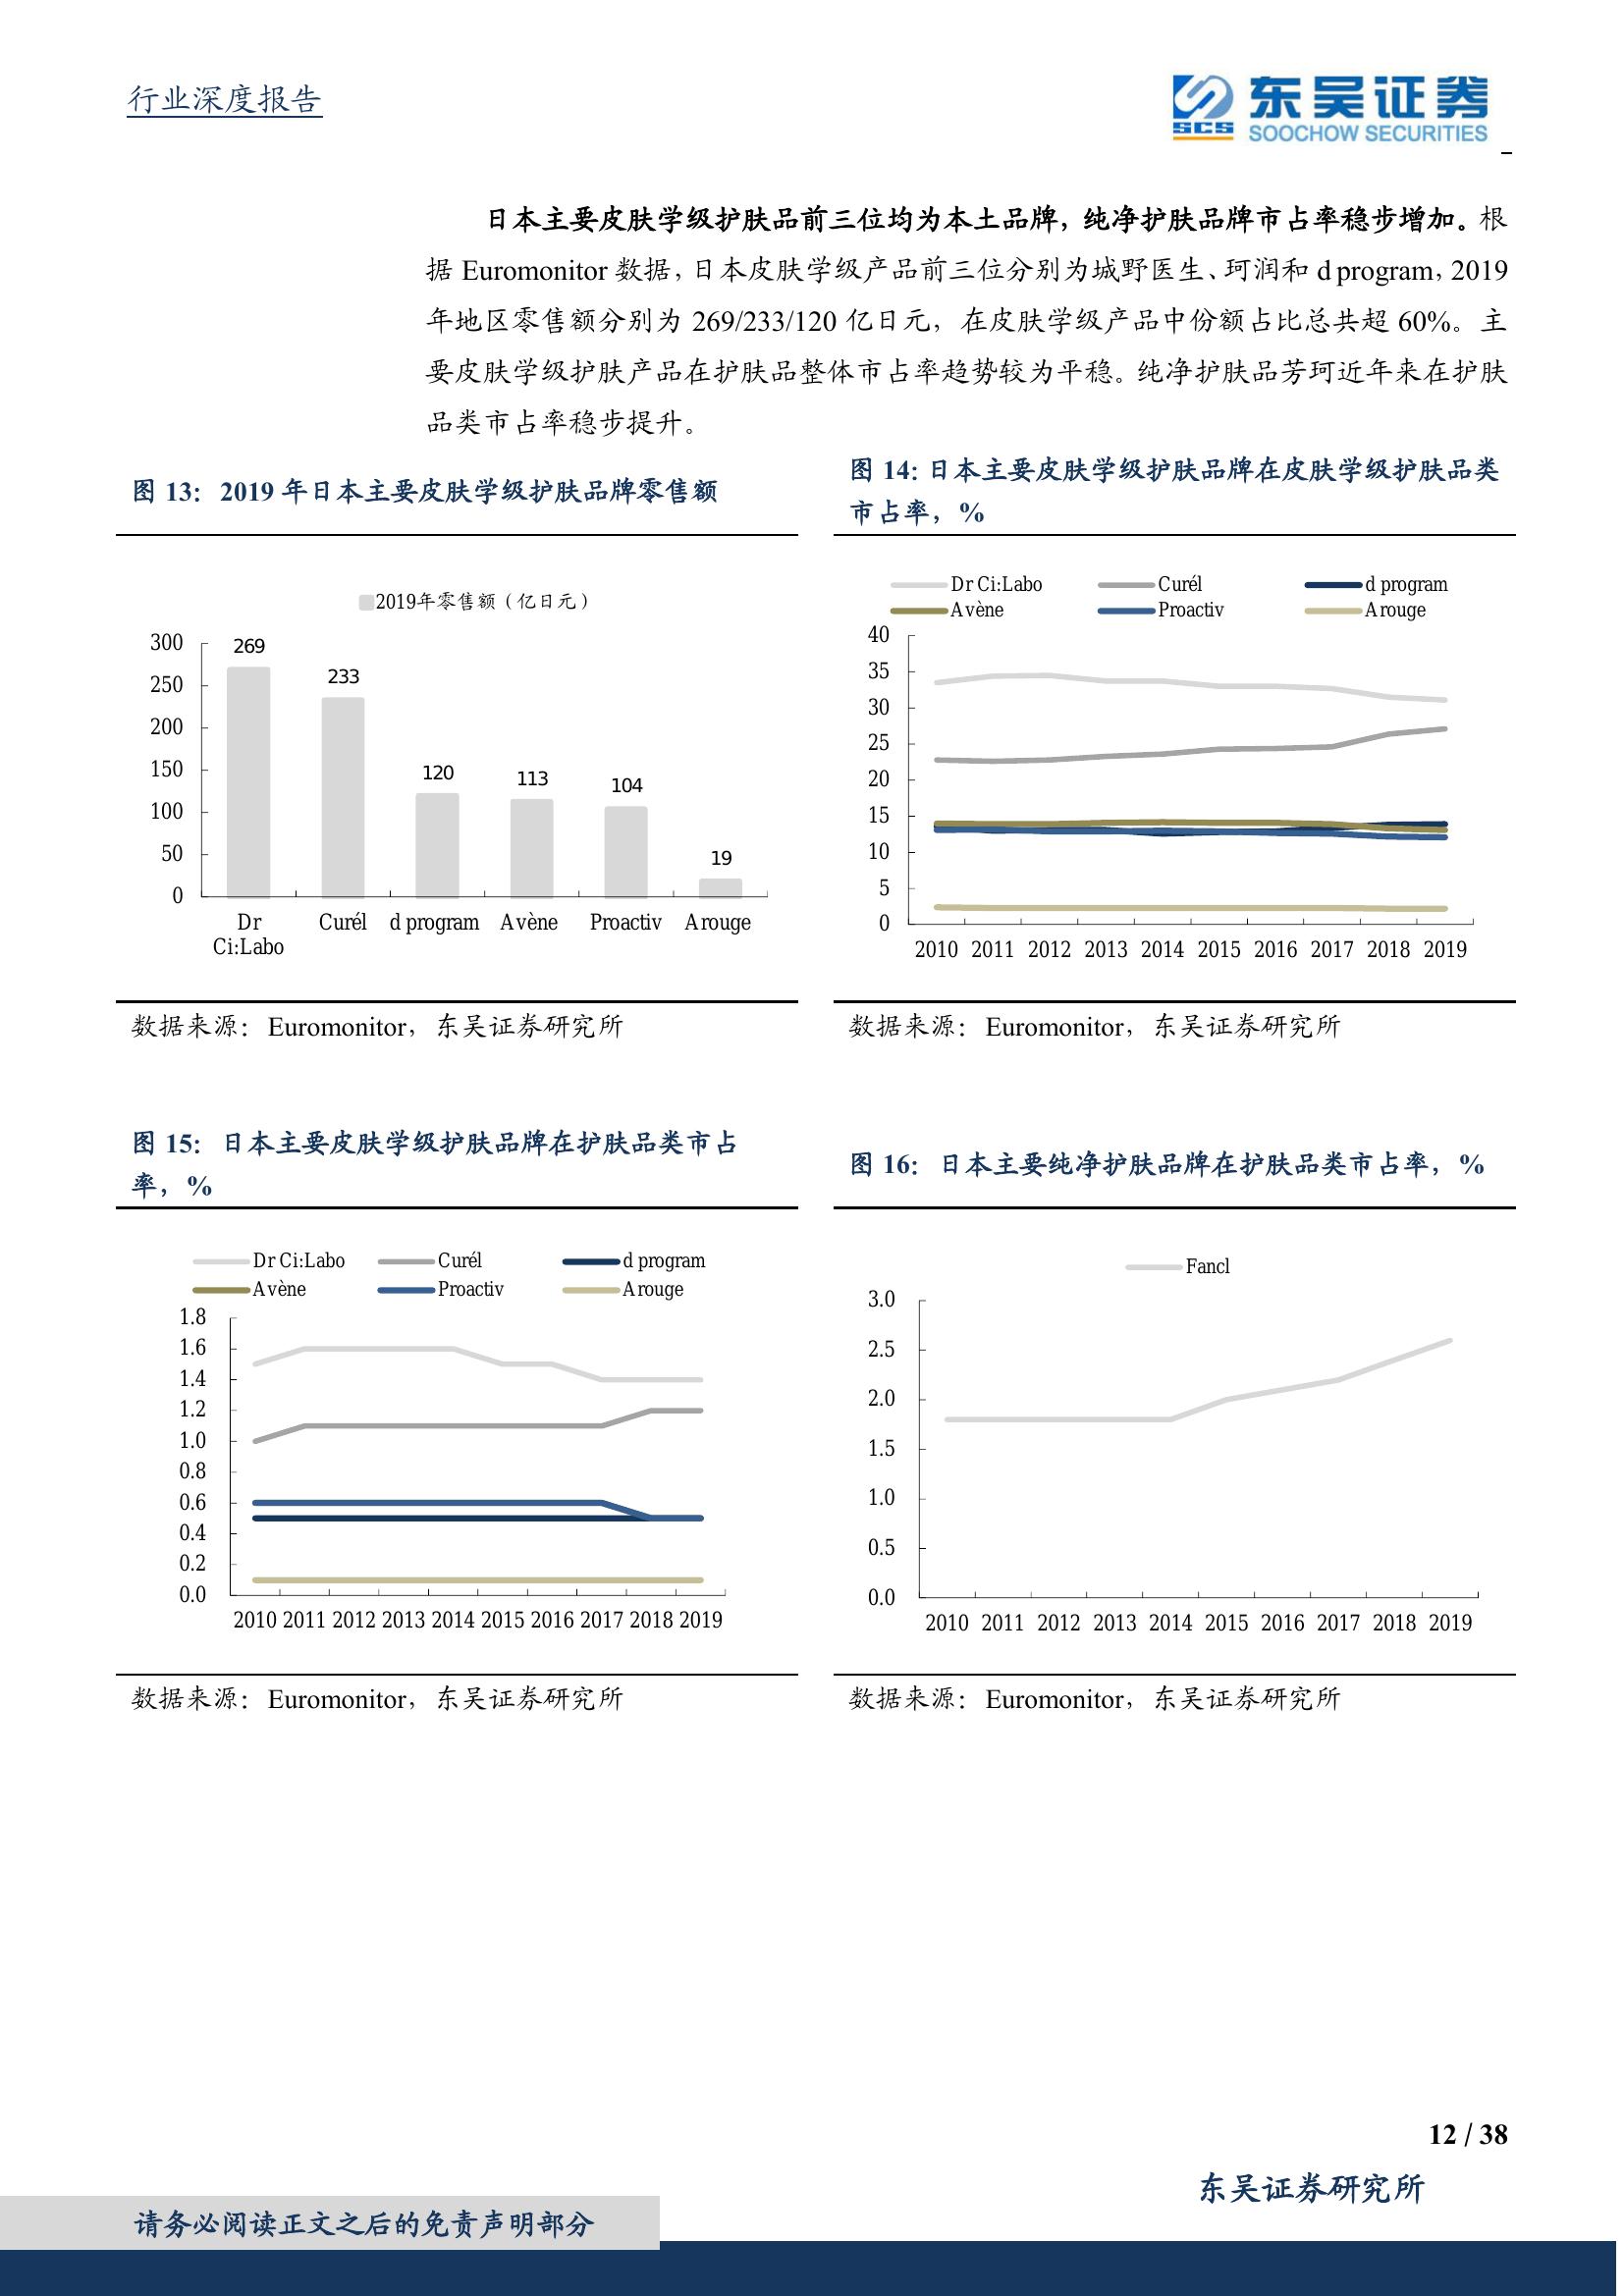 行业深度报告
东吴证券
SCS
SOOCHOW SECURITIES
日本主要皮肤学级护肤品前三位均为本土品牌，纯净护肤品牌市占率稳步增加。根
据 Euromonitor 数据，日本皮肤学级产品前三位分别为城野医生、珂润和 d program，2019
年地区零售额分别为 269/233/120 亿日元，在皮肤学级产品中份额占比总共超 60%。主
要皮肤学级护肤产品在护肤品整体市占率趋势较为平稳。纯净护肤品芳珂近年来在护肤
品类市占率稳步提升。
图 13：2019 年日本主要皮肤学级护肤品牌零售额
2019年零售额（亿日元）
300
250
200
150
100
50
0
269
233
120
113
104
19
Dr Ci:Labo
Curél
d program
Avène
Proactiv
Arouge
数据来源：Euromonitor，东吴证券研究所
图 14：日本主要皮肤学级护肤品牌在皮肤学级护肤品类
市占率，%
Dr Ci:Labo Curél d program
Avène Proactiv Arouge
40
35
30
25
20
15
10
5
0
2010 2011 2012 2013 2014 2015 2016 2017 2018 2019
数据来源：Euromonitor，东吴证券研究所
图 15：日本主要皮肤学级护肤品牌在护肤品类市占
率，%
Dr Ci:Labo Curél d program
Avène Proactiv Arouge
1.8
1.6
1.4
1.2
1.0
0.8
0.6
0.4
0.2
0.0
2010 2011 2012 2013 2014 2015 2016 2017 2018 2019
数据来源：Euromonitor，东吴证券研究所
图 16：日本主要纯净护肤品牌在护肤品类市占率，%
Fancl
3.0
2.5
2.0
1.5
1.0
0.5
0.0
2010 2011 2012 2013 2014 2015 2016 2017 2018 2019
数据来源：Euromonitor，东吴证券研究所
12 / 38
东吴证券研究所
请务必阅读正文之后的免责声明部分